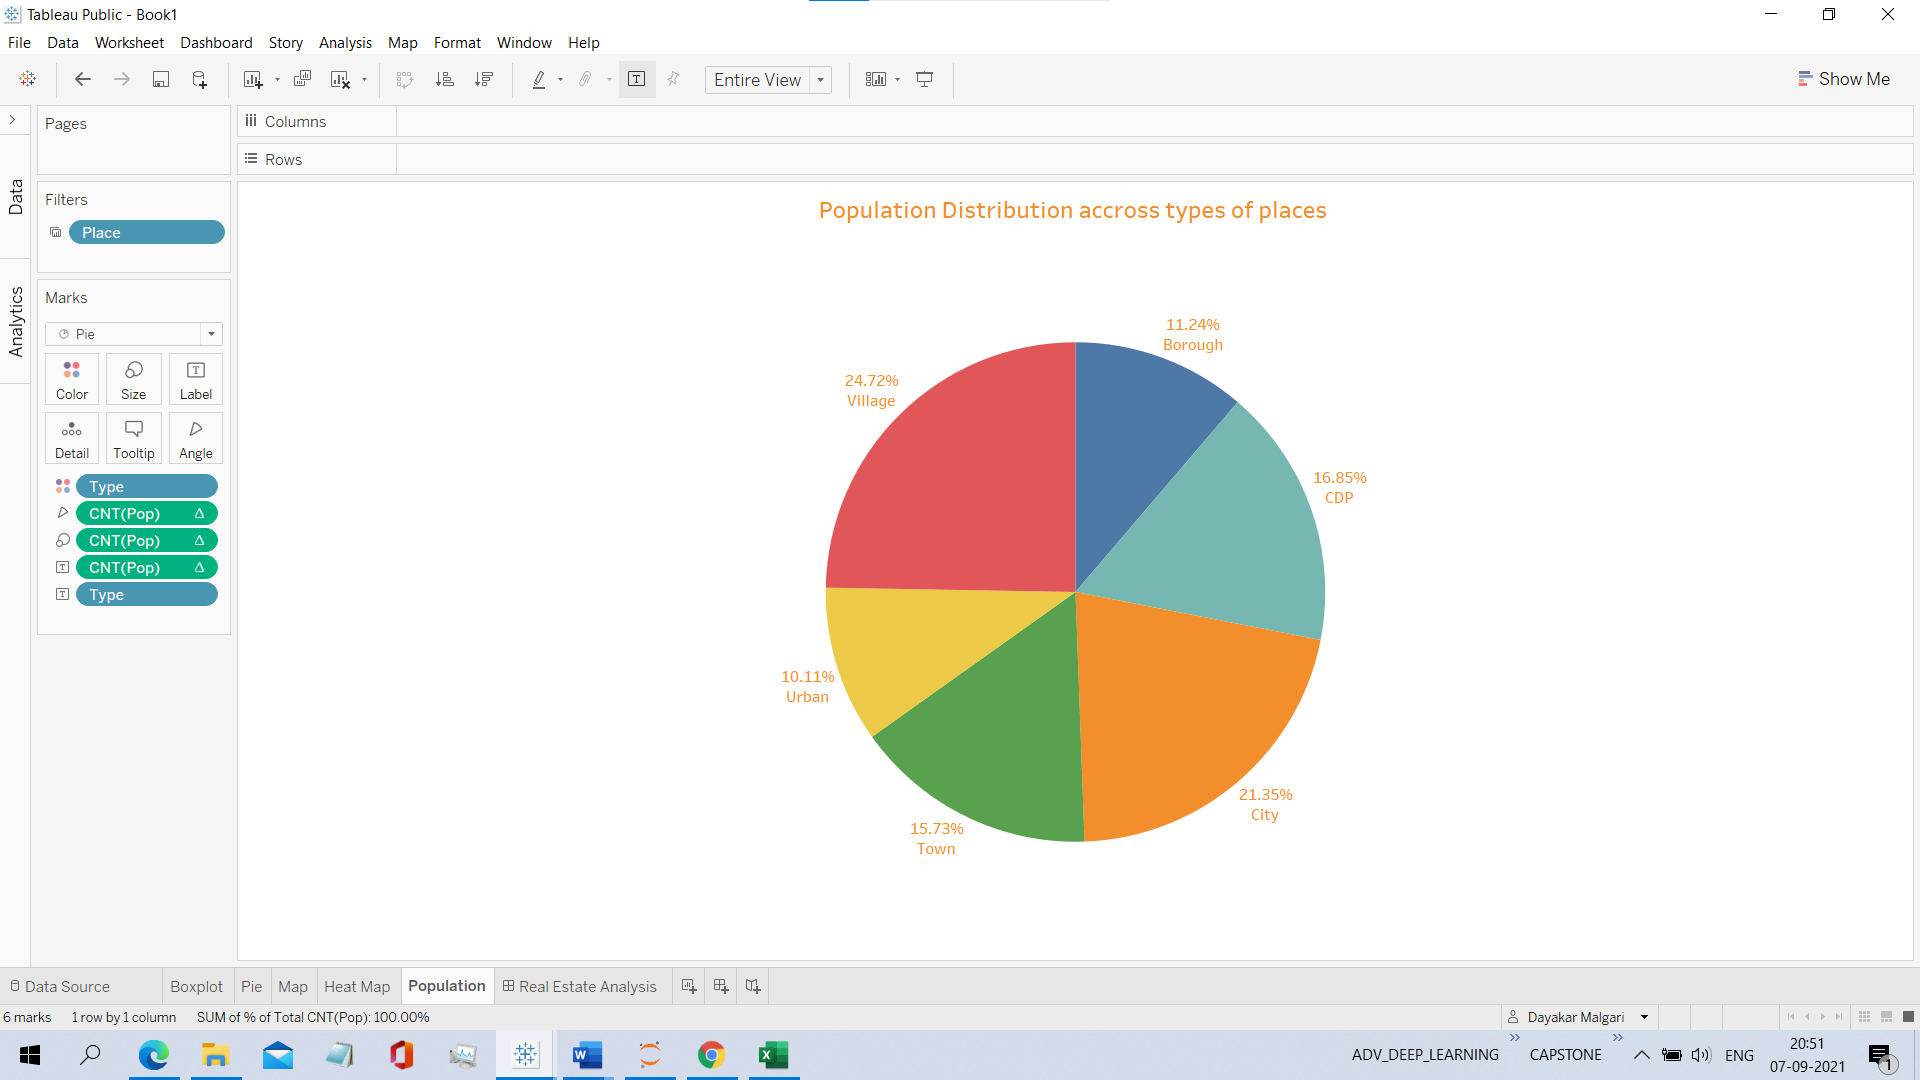 Tableau Public - Book1
File Data Worksheet Dashboard Story Analysis Map Format Window Help
Entire View
Show Me
Pages
Columns
Rows
Data
Analytics
Filters
Place
Marks
Pie
Color Size Label
Detail Tooltip Angle
Type
CNT(Pop) Δ
CNT(Pop) Δ
CNT(Pop) Δ
Type
Population Distribution accross types of places
11.24%
Borough
24.72%
Village
16.85%
CDP
10.11%
Urban
21.35%
City
15.73%
Town
Data Source Boxplot Pie Map Heat Map Population Real Estate Analysis
6 marks 1 row by 1 column SUM of % of Total CNT(Pop): 100.00%
Dayakar Malgari
ADV_DEEP_LEARNING CAPSTONE ENG
20:51
07-09-2021
1